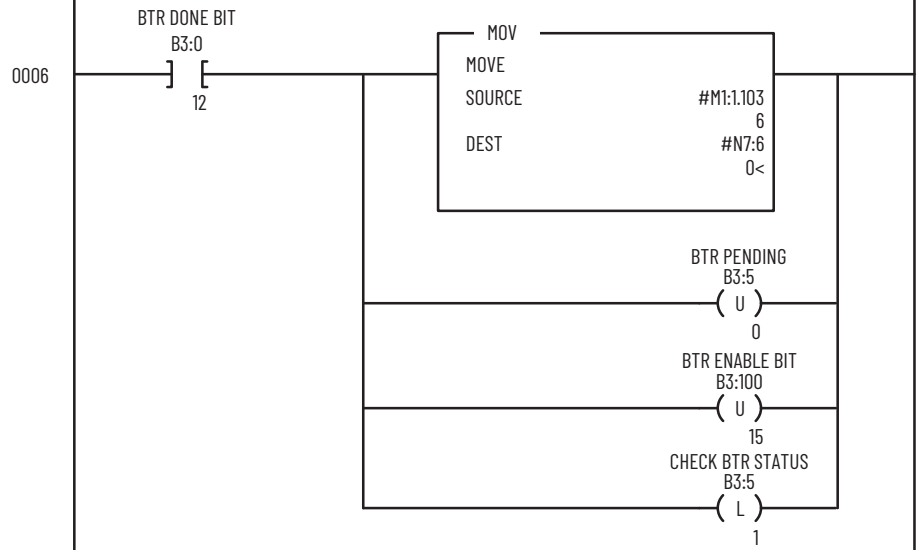 BTR DONE BIT
B3:0
12
0006
MOV
MOVE
SOURCE #M1:1.103
6
DEST #N7:6
0<
BTR PENDING
B3:5
U
0
BTR ENABLE BIT
B3:100
U
15
CHECK BTR STATUS
B3:5
L
1